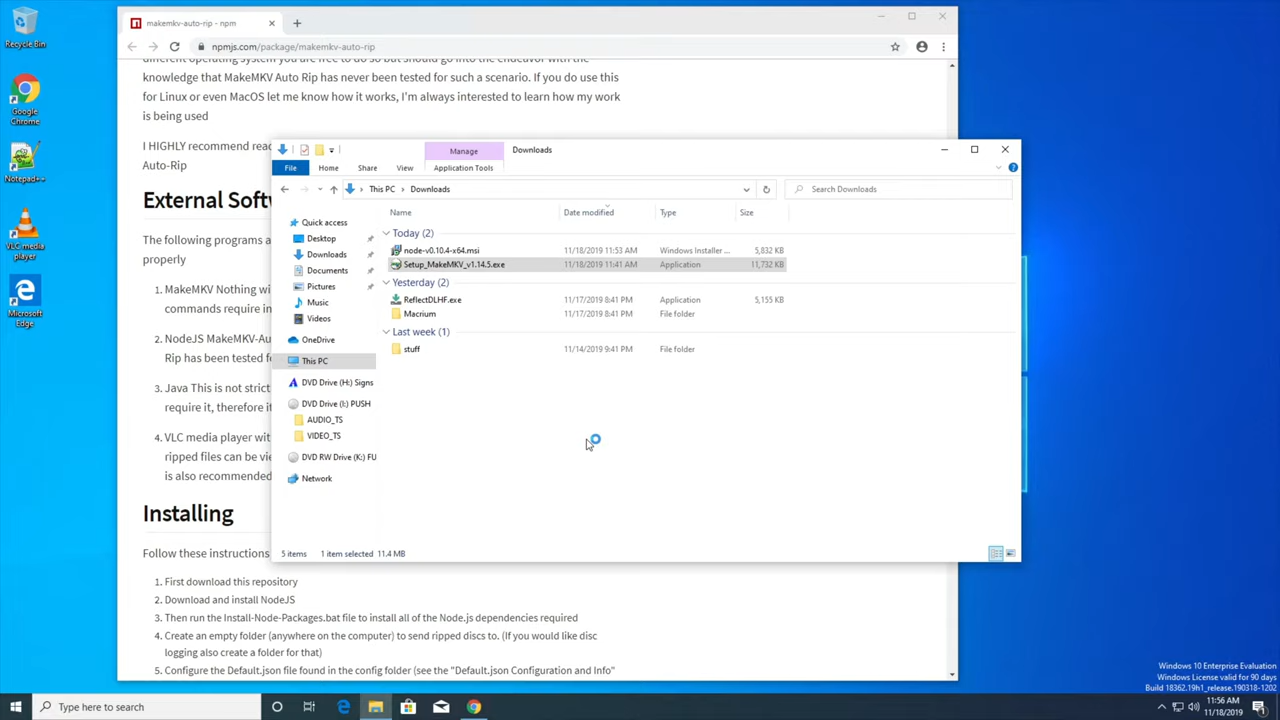 Recycle Bin
Google
Chrome
Notepad++
VLC media
player
Microsoft
Edge
makemkv-auto-rip - npm
npmjs.com/package/makemkv-auto-rip
different operating system you are free to do so but should go into the endeavor with the
knowledge that MakeMKV Auto Rip has never been tested for such a scenario. If you do use this
for Linux or even MacOS let me know how it works, I'm always interested to learn how my work
is being used
I HIGHLY recommend read
Auto-Rip
External Softw
The following programs a
properly
1. MakeMKV Nothing wi
commands require in
2. NodeJS MakeMKV-Au
Rip has been tested fo
3. Java This is not strict
require it, therefore it
4. VLC media player wit
ripped files can be vie
is also recommended
Installing
Follow these instructions
1. First download this repository
2. Download and install NodeJS
3. Then run the Install-Node-Packages.bat file to install all of the Node.js dependencies required
4. Create an empty folder (anywhere on the computer) to send ripped discs to. (If you would like disc
logging also create a folder for that)
5. Configure the Default.json file found in the config folder (see the "Default.json Configuration and Info"
Manage
Downloads
File
Home
Share
View
Application Tools
This PC
Downloads
Search Downloads
Name
Date modified
Type
Size
Quick access
Desktop
Downloads
Documents
Pictures
Music
Videos
OneDrive
This PC
DVD Drive (H:) Signs
DVD Drive (I:) PUSH
AUDIO_TS
VIDEO_TS
DVD RW Drive (K:) FU
Network
Today (2)
node-v0.10.4-x64.msi 11/18/2019 11:53 AM Windows Installer ... 5,832 KB
Setup_MakeMKV_v1.14.5.exe 11/18/2019 11:41 AM Application 11,732 KB
Yesterday (2)
ReflectDLHF.exe 11/17/2019 8:41 PM Application 5,155 KB
Macrium 11/17/2019 8:41 PM File folder
Last week (1)
stuff 11/14/2019 9:41 PM File folder
5 items 1 item selected 11.4 MB
Windows 10 Enterprise Evaluation
Windows License valid for 90 days
Build 18362.19h1_release.190318-1202
Type here to search
11:56 AM
11/18/2019
1